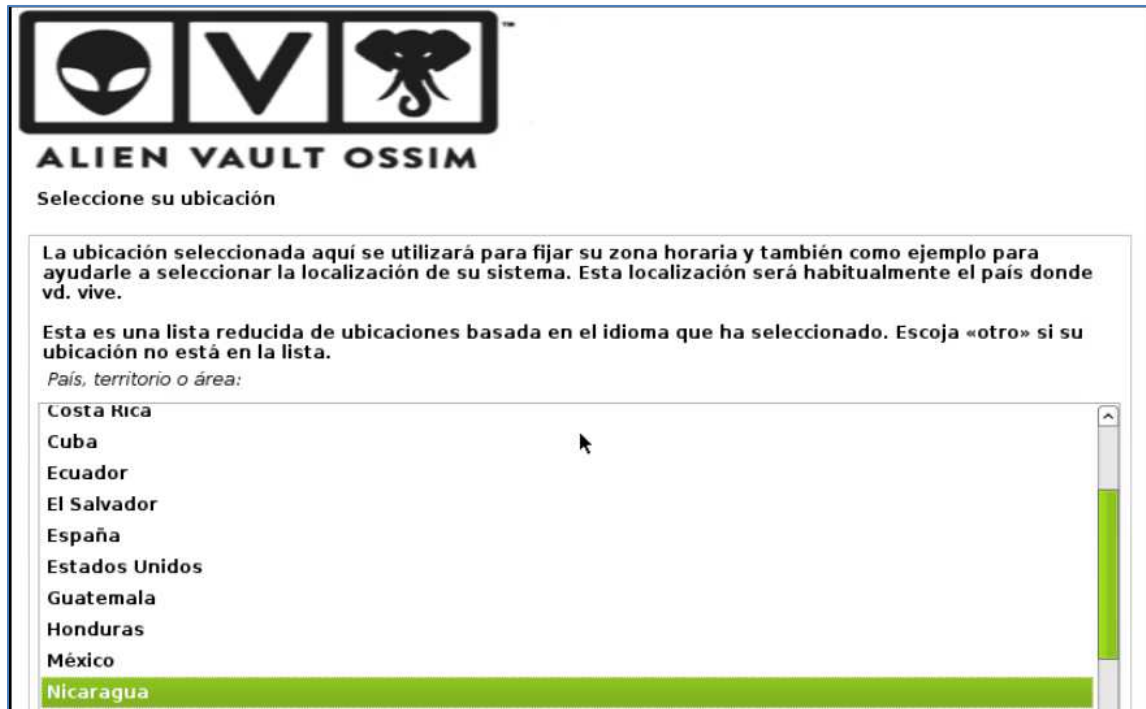 V
™
ALIEN VAULT OSSIM
Seleccione su ubicación
La ubicación seleccionada aquí se utilizará para fijar su zona horaria y también como ejemplo para
ayudarle a seleccionar la localización de su sistema. Esta localización será habitualmente el país donde
vd. vive.
Esta es una lista reducida de ubicaciones basada en el idioma que ha seleccionado. Escoja «otro» si su
ubicación no está en la lista.
País, territorio o área:
Costa Rica
Cuba
Ecuador
El Salvador
España
Estados Unidos
Guatemala
Honduras
México
Nicaragua